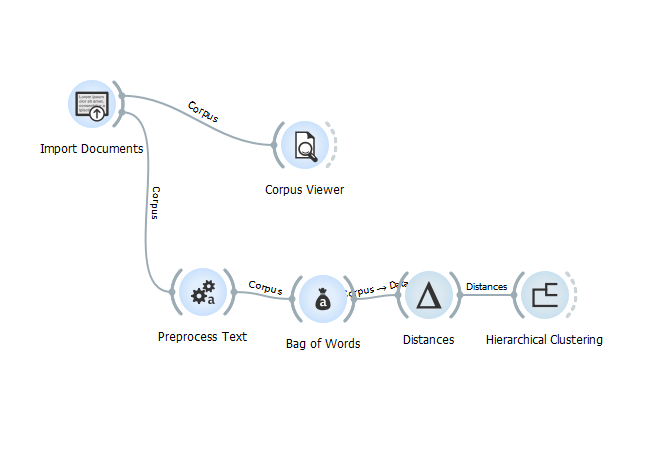 Corpus
Import Documents
Corpus Viewer
Corpus
a
Preprocess Text
Corpus
a
Bag of Words
Corpus → Data
Distances
Distances
Hierarchical Clustering